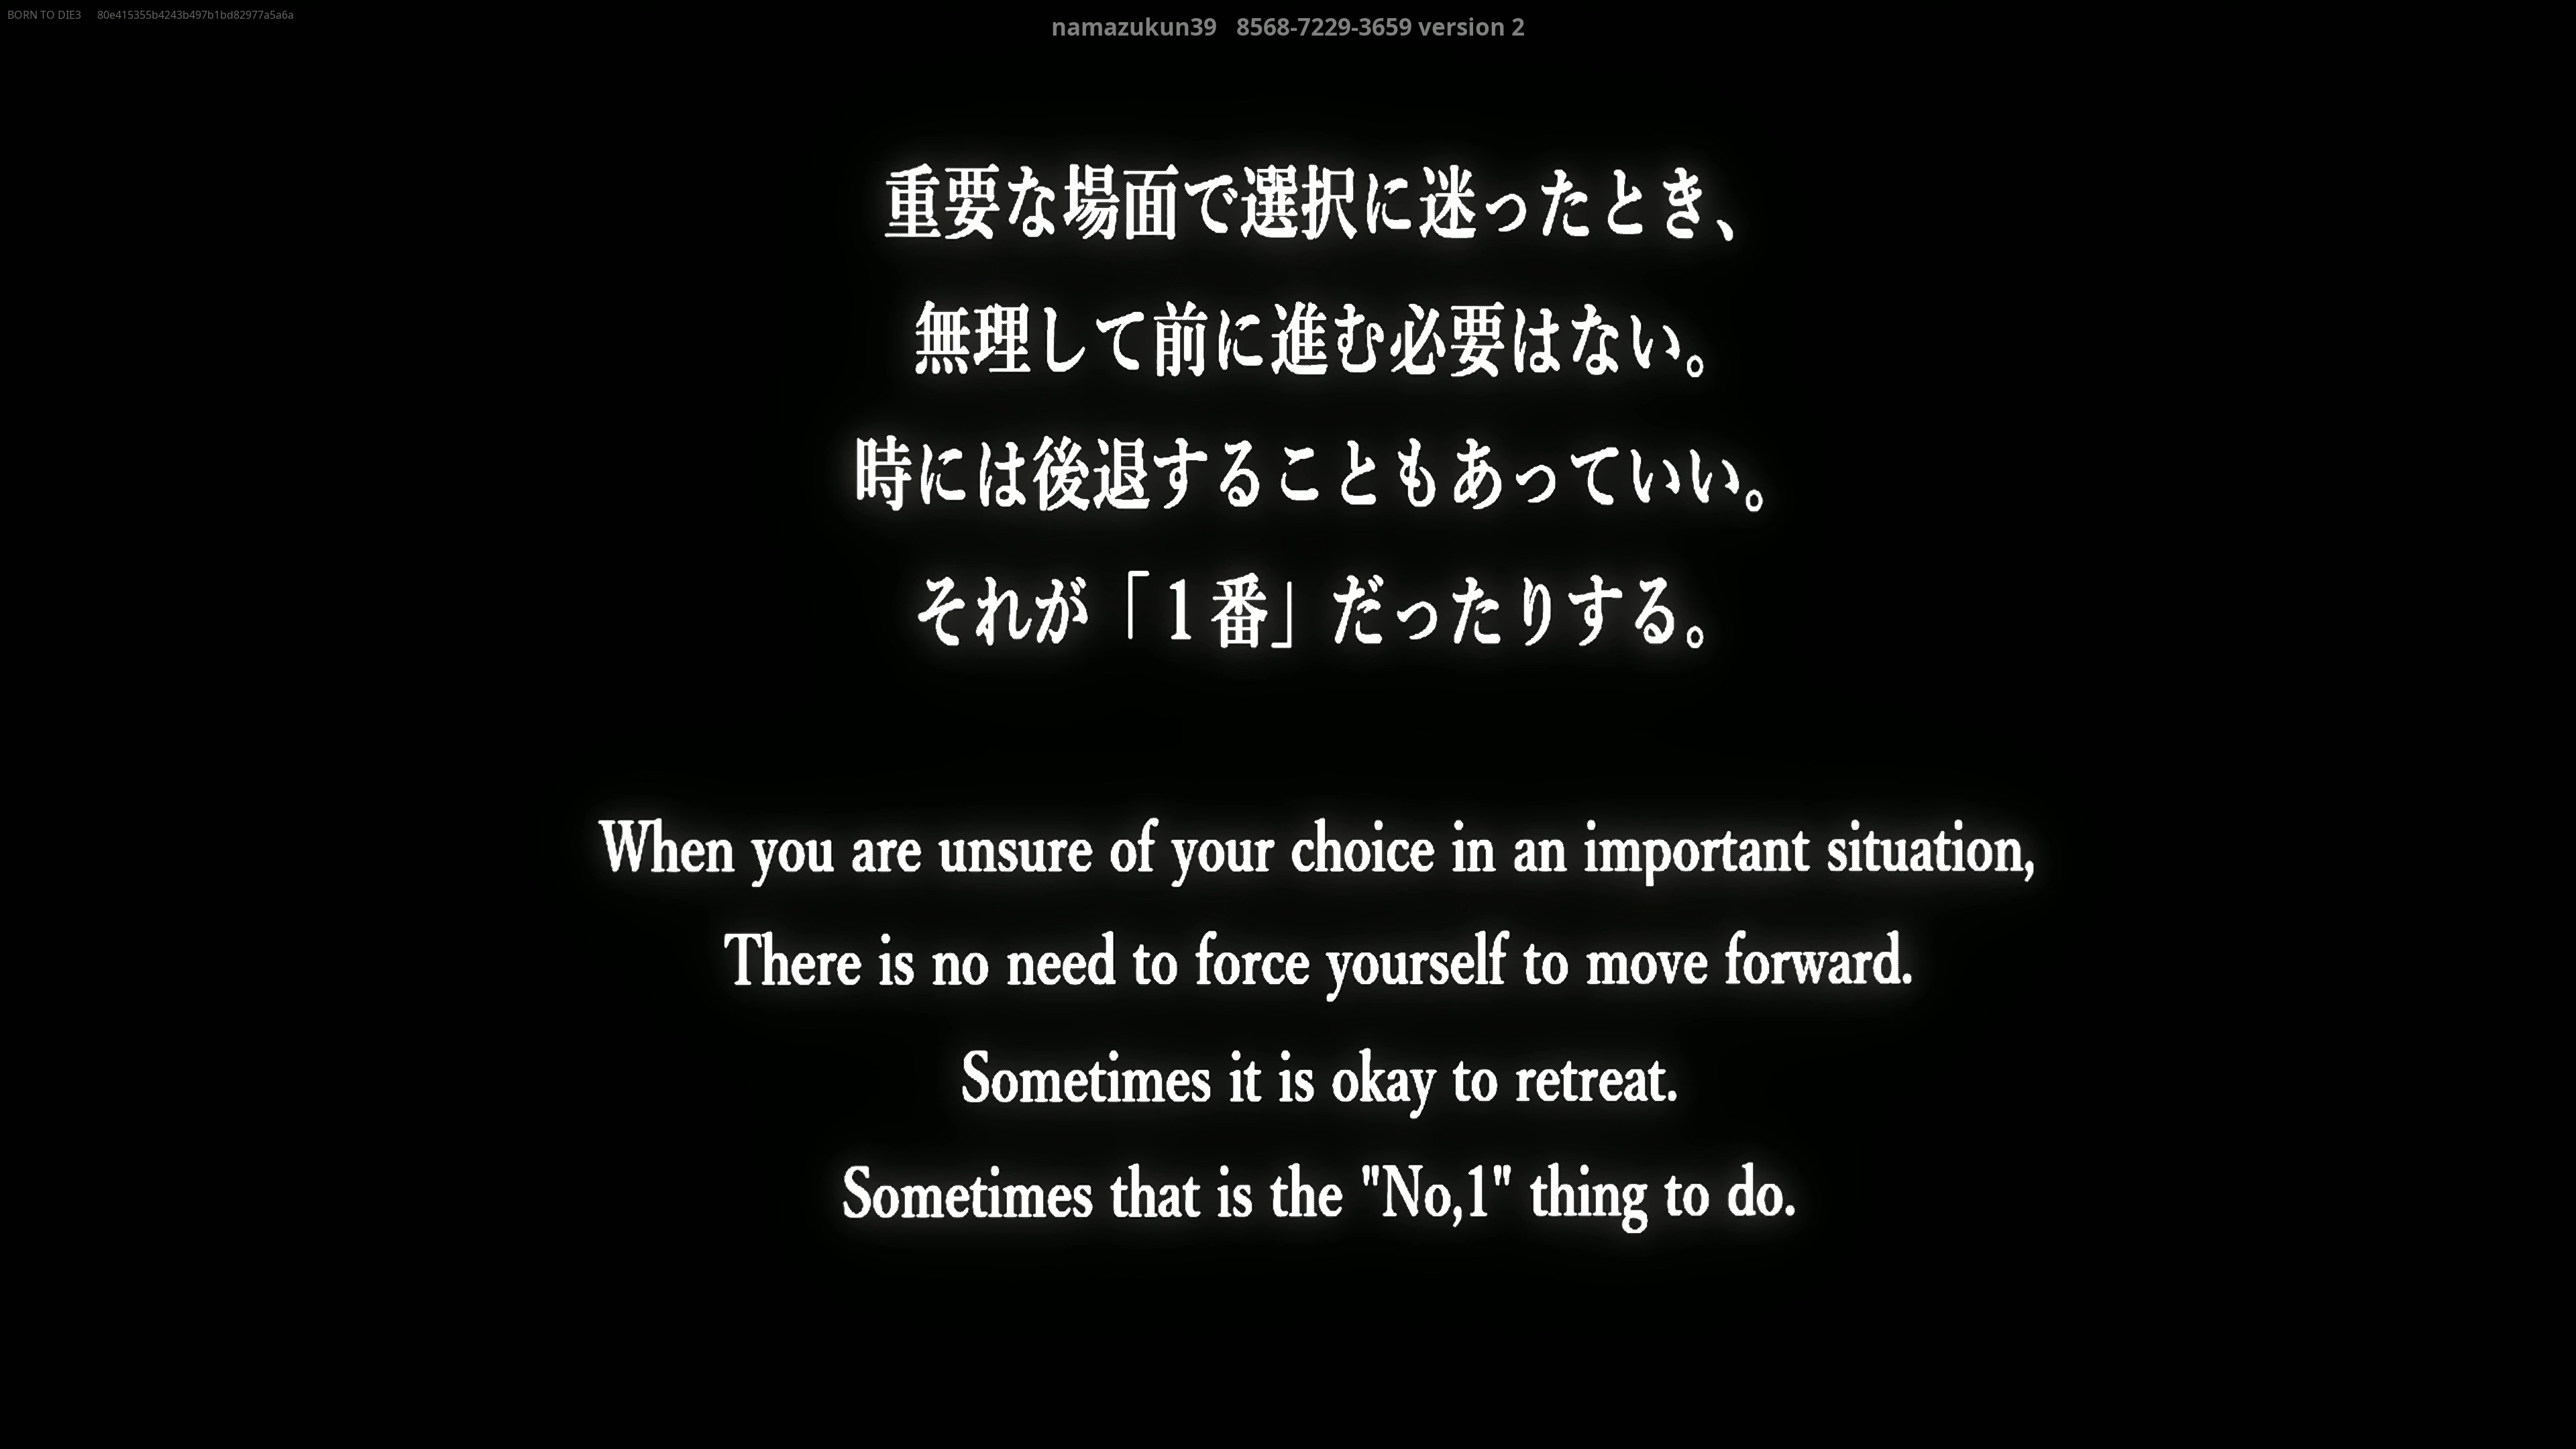 BORN TO DIE3 80e415355b4243b497b1bd82977a5a6a
namazukun39 8568-7229-3659 version 2
重要な場面で選択に迷ったとき、
無理して前に進む必要はない。
時には後退することもあっていい。
それが「１番」だったりする。
When you are unsure of your choice in an important situation,
There is no need to force yourself to move forward.
Sometimes it is okay to retreat.
Sometimes that is the "No,1" thing to do.